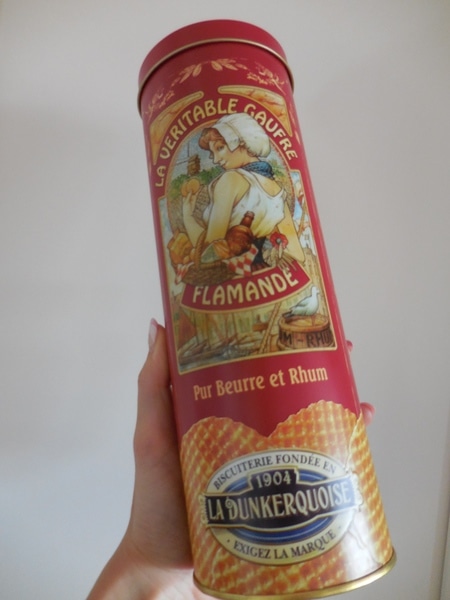 LA VERITABLE GAUFRE
FLAMANDE
Pur Beurre et Rhum
BISCUITERIE FONDÉE EN
1904
LA DUNKERQUOISE
· EXIGEZ LA MARQUE ·